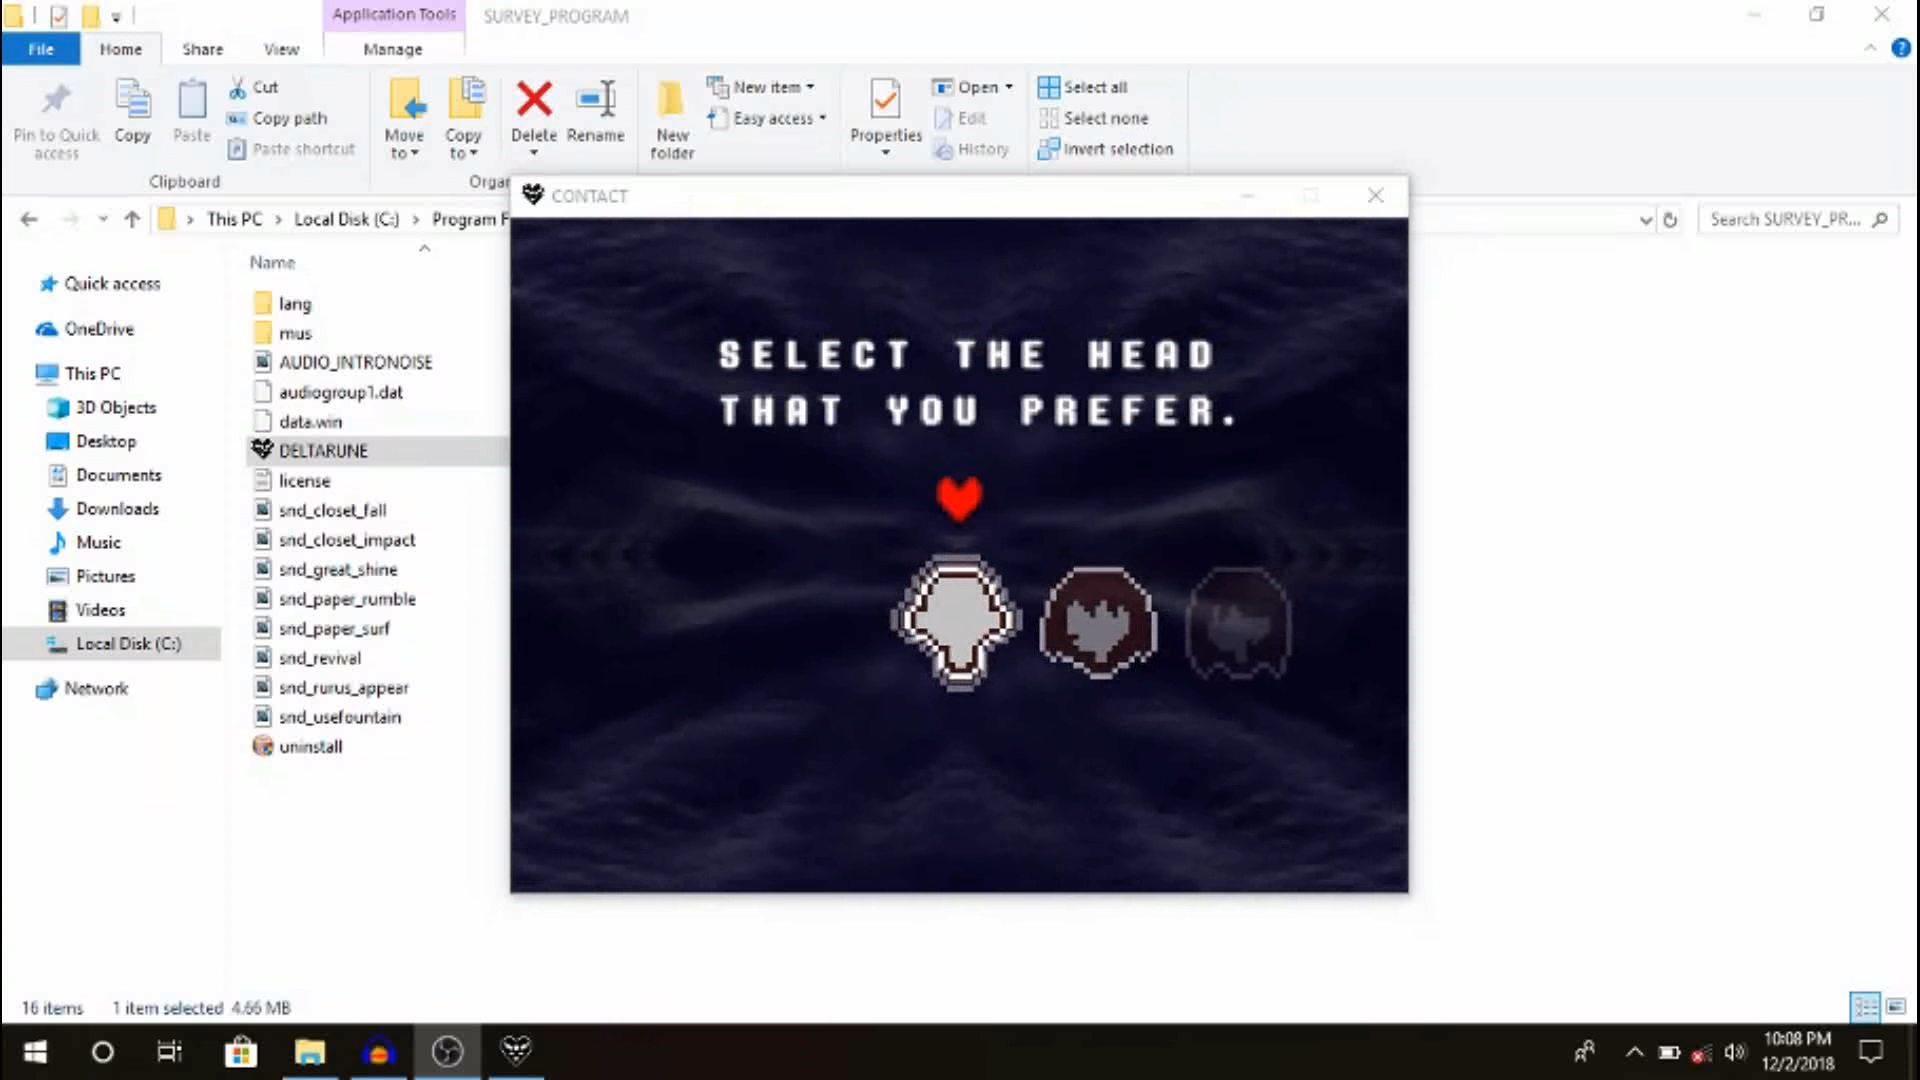 Application Tools
SURVEY_PROGRAM
File
Home
Share
View
Manage
Pin to Quick
access
Copy
Paste
Cut
Copy path
Paste shortcut
Clipboard
Move
to
Copy
to
Delete
Rename
Organ
New
folder
New item
Easy access
Properties
Open
Edit
History
Select all
Select none
Invert selection
This PC
Local Disk (C:)
Program F
Search SURVEY_PR...
CONTACT
SELECT THE HEAD
THAT YOU PREFER.
Quick access
OneDrive
This PC
3D Objects
Desktop
Documents
Downloads
Music
Pictures
Videos
Local Disk (C:)
Network
Name
lang
mus
AUDIO_INTRONOISE
audiogroup1.dat
data.win
DELTARUNE
license
snd_closet_fall
snd_closet_impact
snd_great_shine
snd_paper_rumble
snd_paper_surf
snd_revival
snd_rurus_appear
snd_usefountain
uninstall
16 items
1 item selected 4.66 MB
10:08 PM
12/2/2018